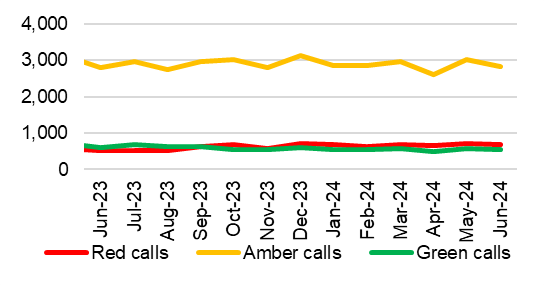 4,000
3,000
2,000
1,000
0
Jun-23 Jul-23 Aug-23 Sep-23 Oct-23 Nov-23 Dec-23 Jan-24 Feb-24 Mar-24 Apr-24 May-24 Jun-24
Red calls Amber calls Green calls